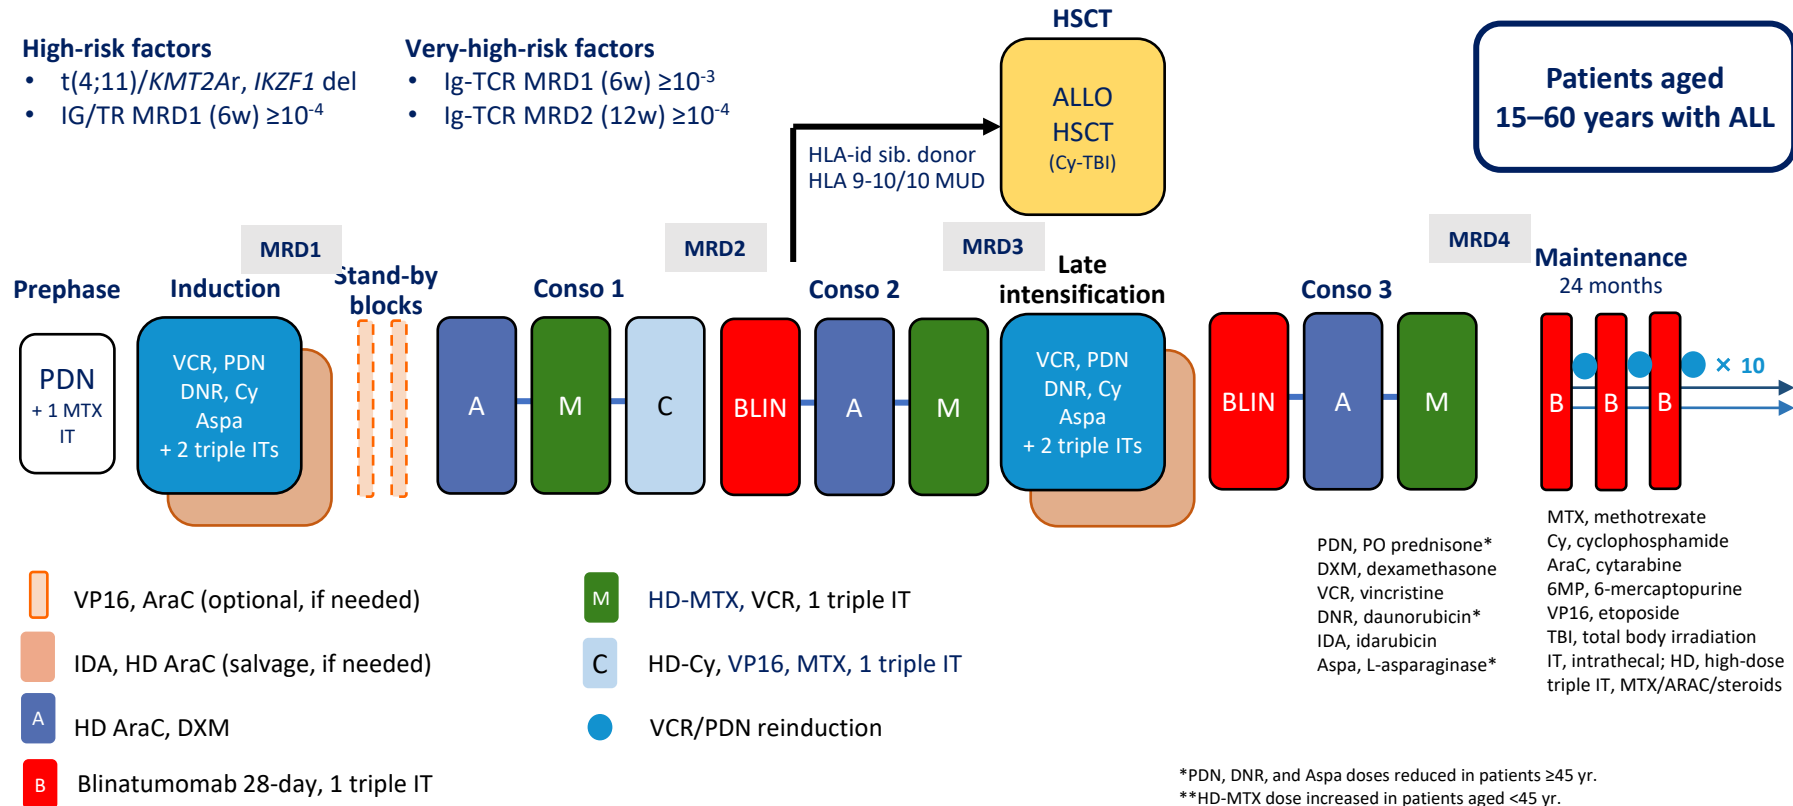 High-risk factors
• t(4;11)/KMT2Ar, IKZF1 del
• IG/TR MRD1 (6w) ≥10-4
Very-high-risk factors
• Ig-TCR MRD1 (6w) ≥10-3
• Ig-TCR MRD2 (12w) ≥10-4
HSCT
ALLO
HSCT
(Cy-TBI)
HLA-id sib. donor
HLA 9-10/10 MUD
Patients aged
15–60 years with ALL
MRD1
MRD2
MRD3
MRD4
Prephase
Induction
Stand-by
blocks
Conso 1
Conso 2
Late
intensification
Conso 3
Maintenance
24 months
PDN
+ 1 MTX
IT
VCR, PDN
DNR, Cy
Aspa
+ 2 triple ITs
A
M
C
BLIN
A
M
VCR, PDN
DNR, Cy
Aspa
+ 2 triple ITs
BLIN
A
M
B
B
B
× 10
VP16, AraC (optional, if needed)
IDA, HD AraC (salvage, if needed)
A HD AraC, DXM
B Blinatumomab 28-day, 1 triple IT
M HD-MTX, VCR, 1 triple IT
C HD-Cy, VP16, MTX, 1 triple IT
VCR/PDN reinduction
PDN, PO prednisone*
DXM, dexamethasone
VCR, vincristine
DNR, daunorubicin*
IDA, idarubicin
Aspa, L-asparaginase*
MTX, methotrexate
Cy, cyclophosphamide
AraC, cytarabine
6MP, 6-mercaptopurine
VP16, etoposide
TBI, total body irradiation
IT, intrathecal; HD, high-dose
triple IT, MTX/ARAC/steroids
*PDN, DNR, and Aspa doses reduced in patients ≥45 yr.
**HD-MTX dose increased in patients aged <45 yr.